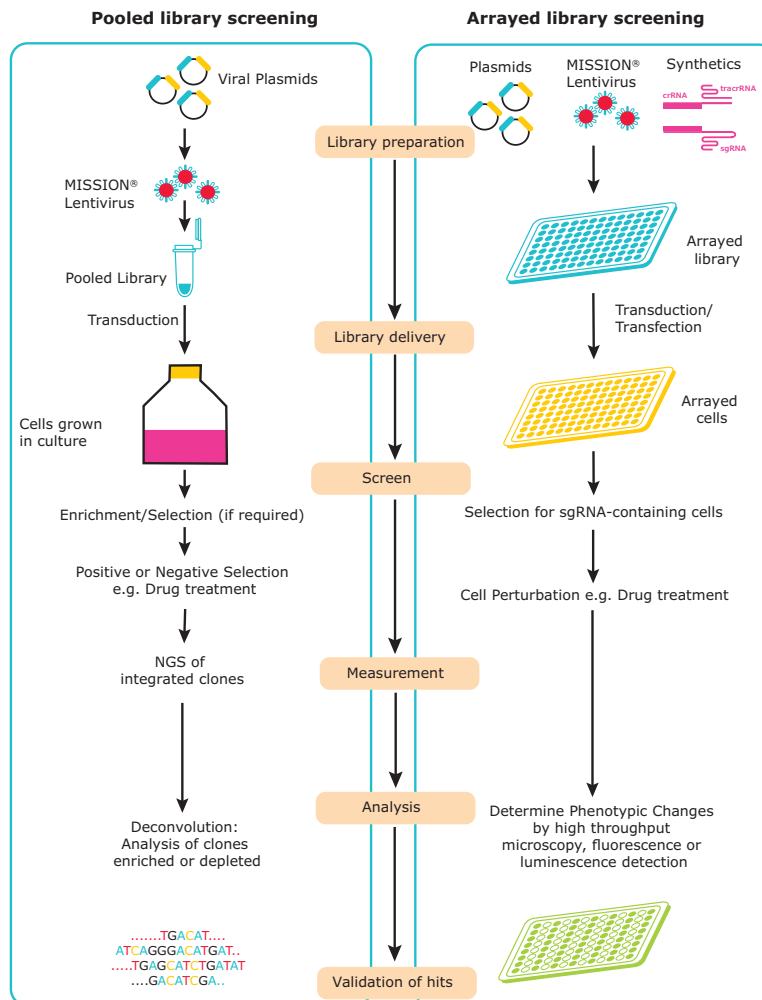 Pooled library screening
Viral Plasmids
MISSION®
Lentivirus
Pooled Library
Transduction
Cells grown
in culture
Enrichment/Selection (if required)
Positive or Negative Selection
e.g. Drug treatment
NGS of
integrated clones
Deconvolution:
Analysis of clones
enriched or depleted
.......TGACAT....
ATCAGGGACATGAT..
.....TGAGCATCTGATAT
....GACATCGA..
Library preparation
Library delivery
Screen
Measurement
Analysis
Validation of hits
Arrayed library screening
Plasmids
MISSION®
Lentivirus
Synthetics
crRNA
tracrRNA
sgRNA
Arrayed
library
Transduction/
Transfection
Arrayed
cells
Selection for sgRNA-containing cells
Cell Perturbation e.g. Drug treatment
Determine Phenotypic Changes
by high throughput
microscopy, fluorescence or
luminescence detection